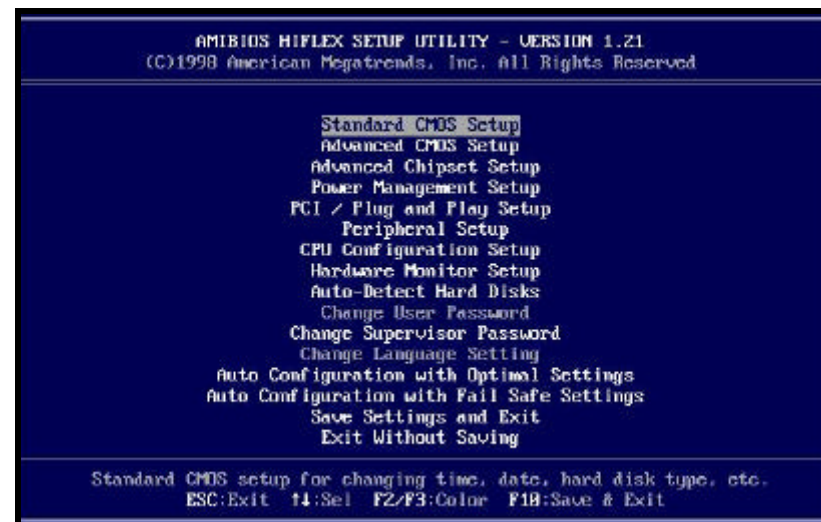 AMIBIOS HIFLEX SETUP UTILITY - VERSION 1.21
(C)1998 American Megatrends, Inc. All Rights Reserved
Standard CMOS Setup
Advanced CMOS Setup
Advanced Chipset Setup
Power Management Setup
PCI / Plug and Play Setup
Peripheral Setup
CPU Configuration Setup
Hardware Monitor Setup
Auto-Detect Hard Disks
Change User Password
Change Supervisor Password
Change Language Setting
Auto Configuration with Optimal Settings
Auto Configuration with Fail Safe Settings
Save Settings and Exit
Exit Without Saving
Standard CMOS setup for changing time, date, hard disk type, etc.
ESC:Exit ↑↓:Sel F2/F3:Color F10:Save & Exit